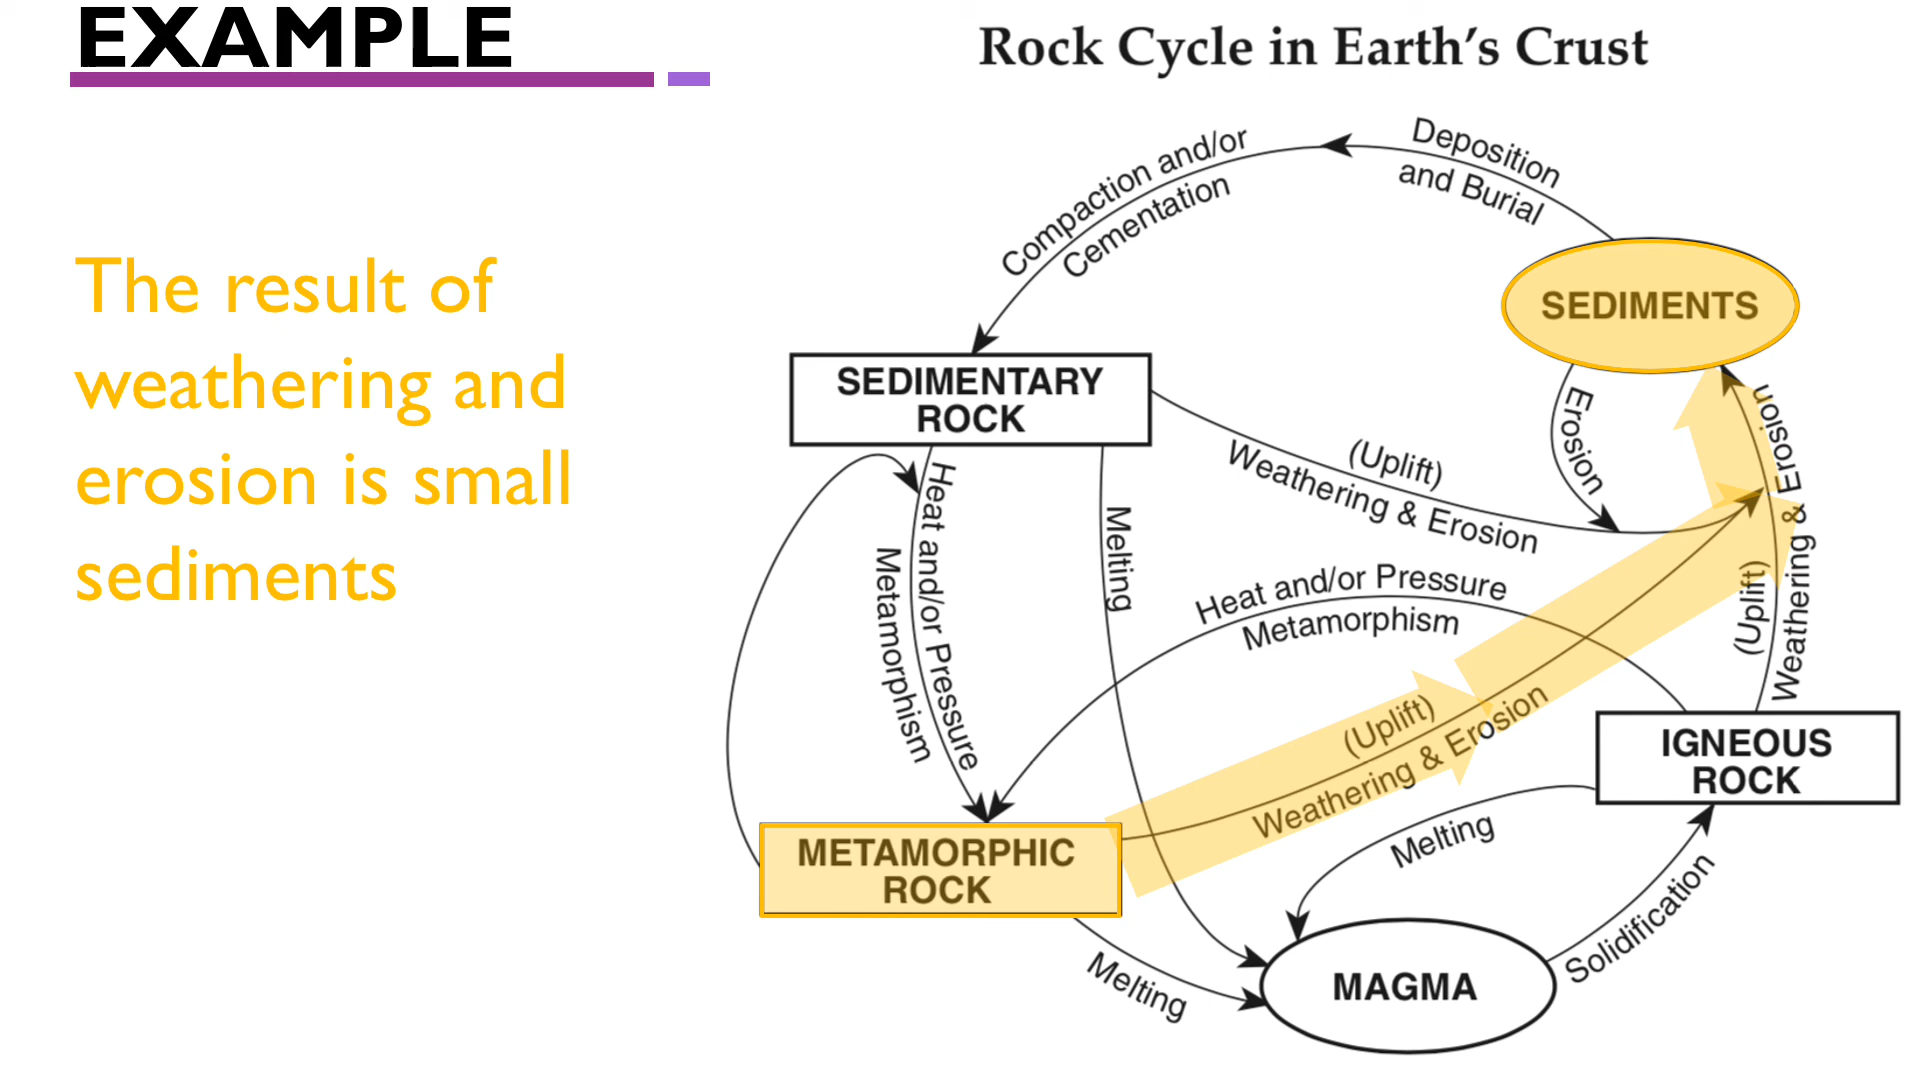 EXAMPLE
The result of
weathering and
erosion is small
sediments
Rock Cycle in Earth's Crust
Deposition
and Burial
Compaction and/or
Cementation
SEDIMENTS
SEDIMENTARY
ROCK
Erosion
(Uplift)
Weathering & Erosion
(Uplift)
Weathering & Erosion
Heat and/or Pressure
Metamorphism
Melting
Heat and/or Pressure
Metamorphism
(Uplift)
Weathering & Erosion
IGNEOUS
ROCK
METAMORPHIC
ROCK
Melting
Solidification
Melting
MAGMA